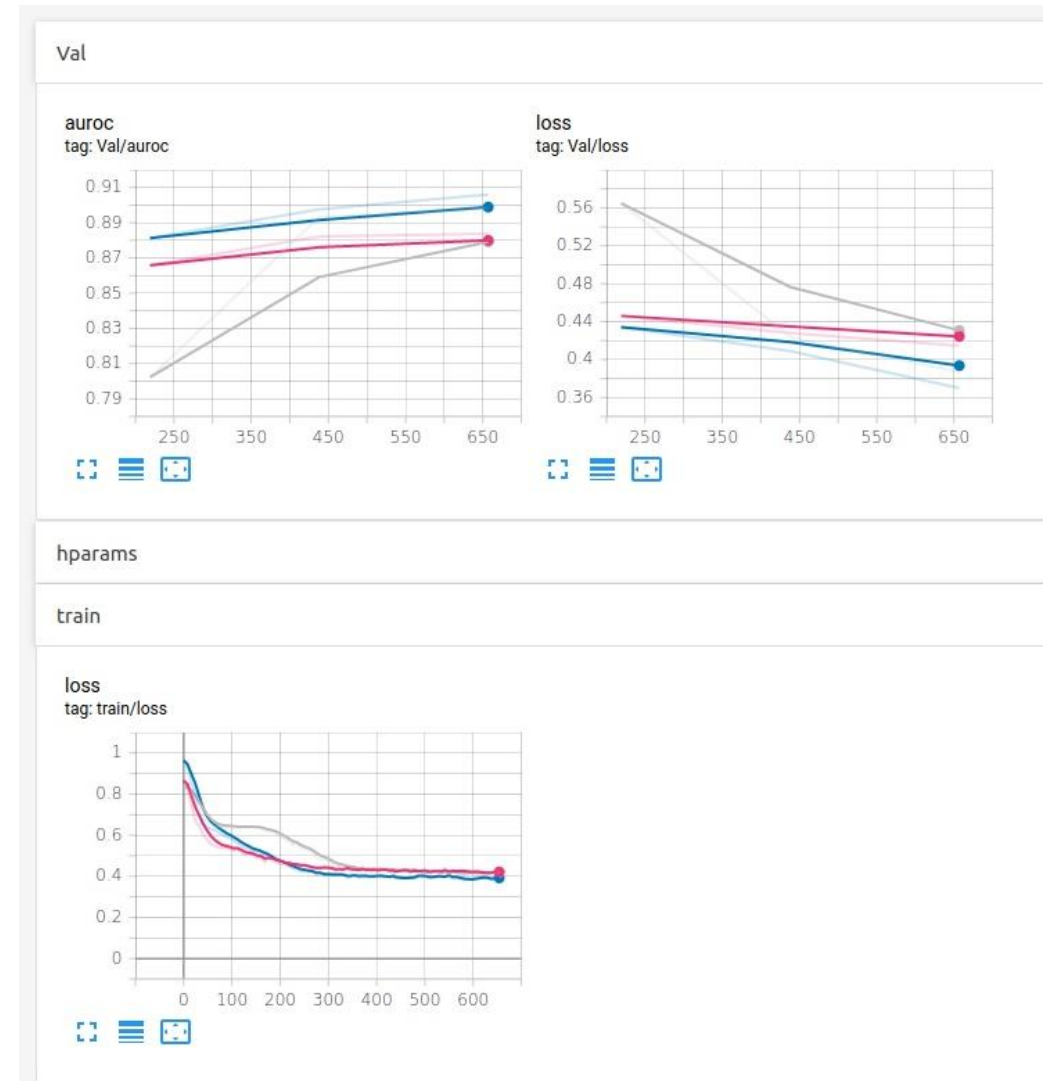 Val
auroc
tag: Val/auroc
0.91
0.89
0.87
0.85
0.83
0.81
0.79
250 350 450 550 650
loss
tag: Val/loss
0.56
0.52
0.48
0.44
0.4
0.36
250 350 450 550 650
hparams
train
loss
tag: train/loss
1
0.8
0.6
0.4
0.2
0
0 100 200 300 400 500 600